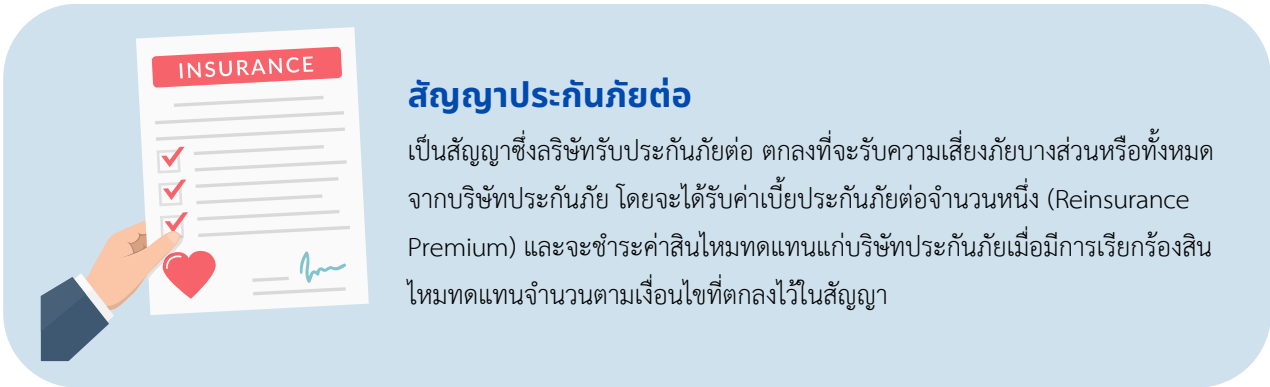 INSURANCE
สัญญาประกันภัยต่อ
เป็นสัญญาซึ่งลริษัทรับประกันภัยต่อ ตกลงที่จะรับความเสี่ยงภัยบางส่วนหรือทั้งหมด
จากบริษัทประกันภัย โดยจะได้รับค่าเบี้ยประกันภัยต่อจำนวนหนึ่ง (Reinsurance
Premium) และจะชำระค่าสินไหมทดแทนแก่บริษัทประกันภัยเมื่อมีการเรียกร้องสิน
ไหมทดแทนจำนวนตามเงื่อนไขที่ตกลงไว้ในสัญญา